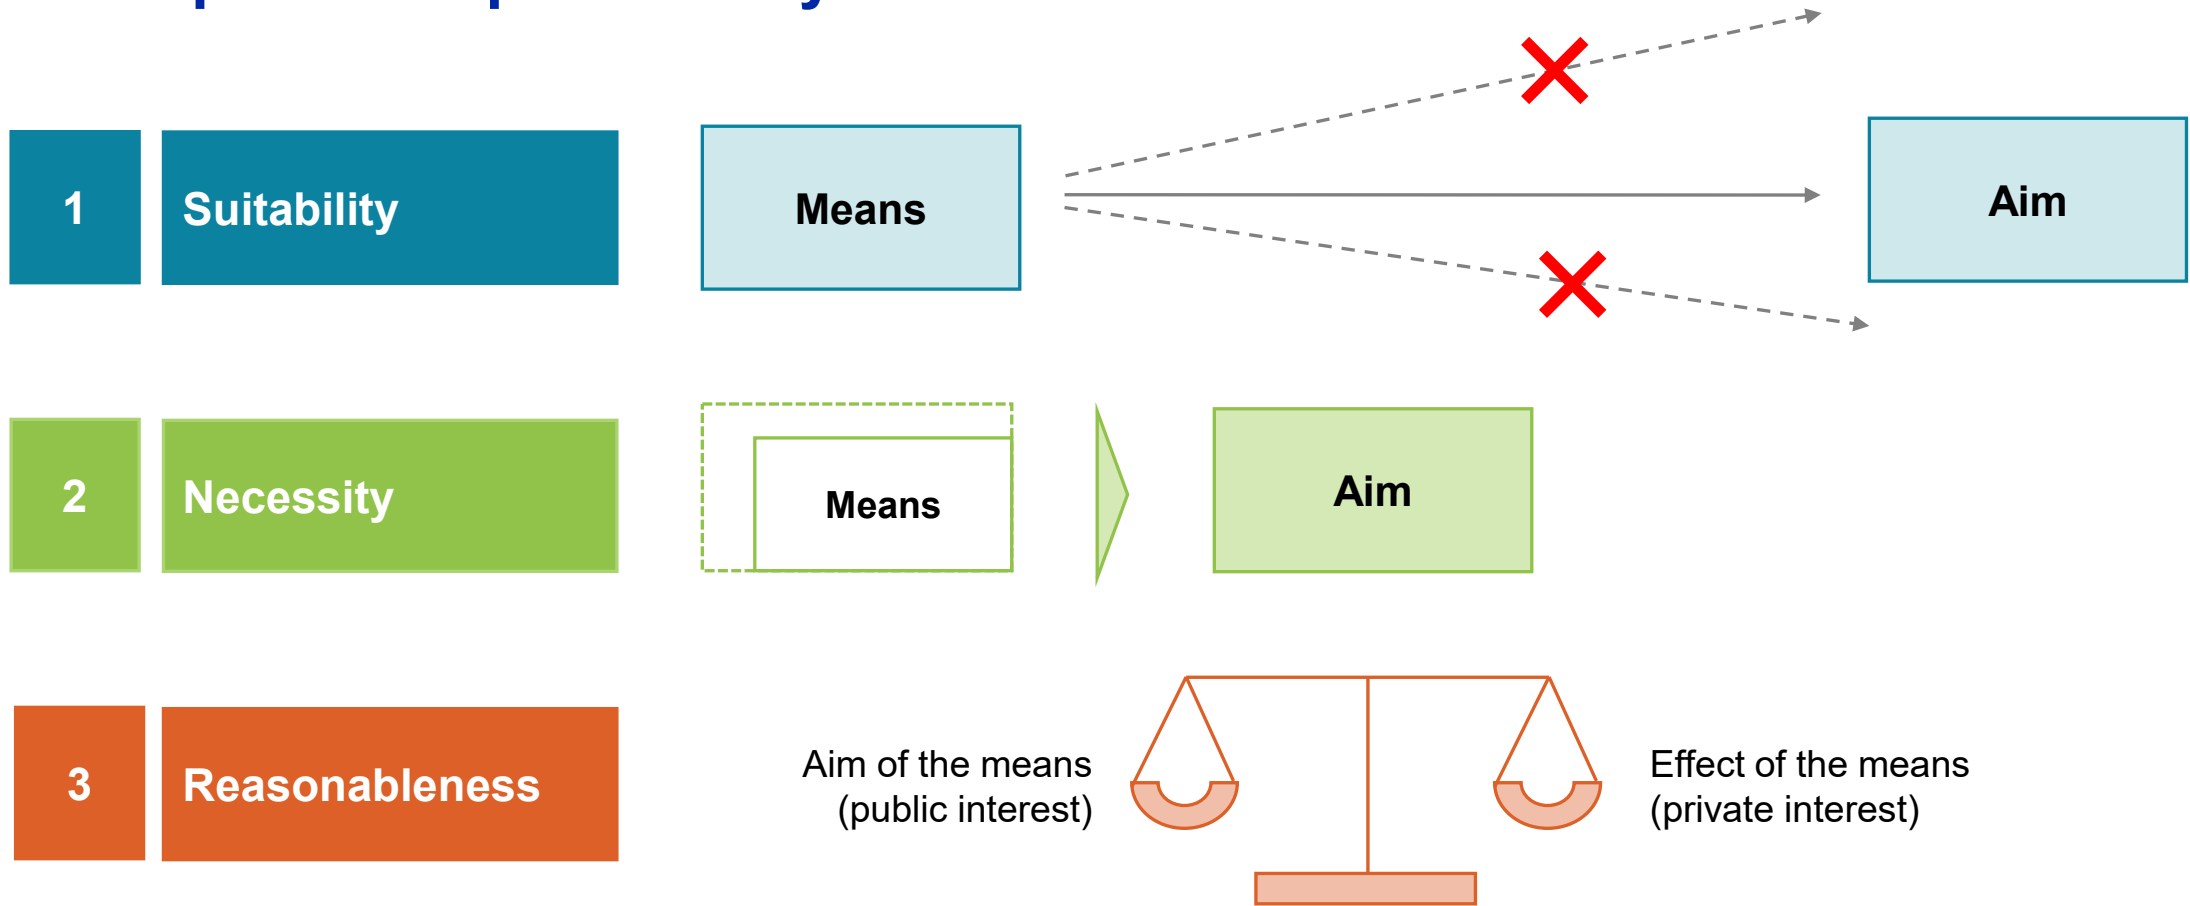 1
Suitability
Means
Aim
2
Necessity
Means
Aim
3
Reasonableness
Aim of the means
(public interest)
Effect of the means
(private interest)